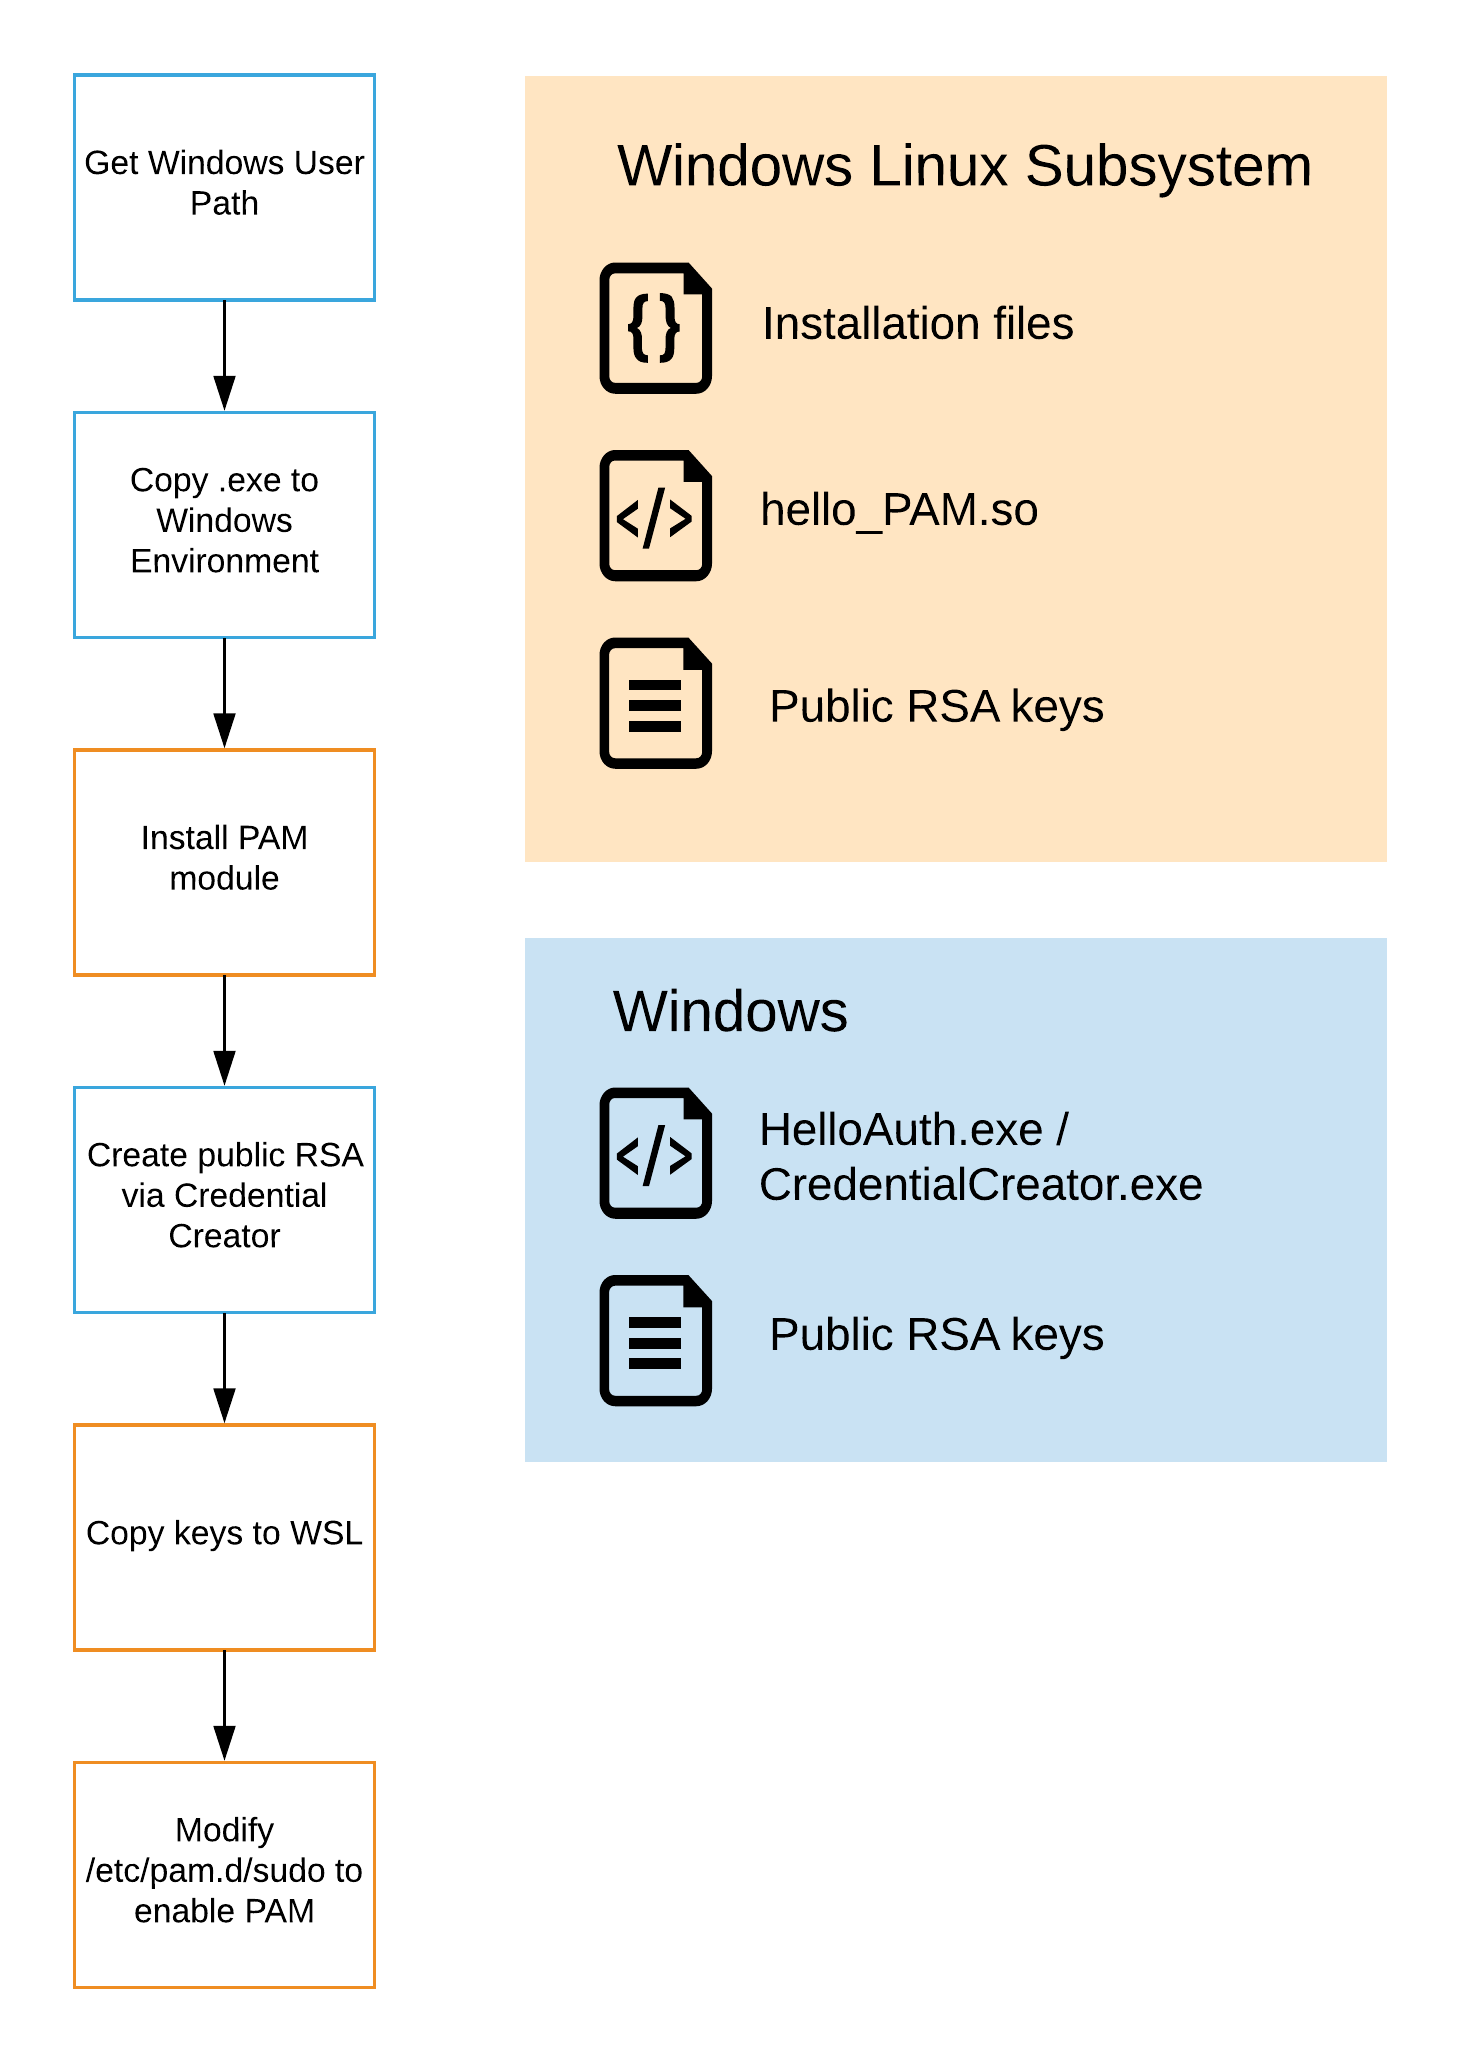 Get Windows User
Path
Copy .exe to
Windows
Environment
Install PAM
module
Create public RSA
via Credential
Creator
Copy keys to WSL
Modify
/etc/pam.d/sudo to
enable PAM
Windows Linux Subsystem
{}
Installation files
</>
hello_PAM.so
Public RSA keys
Windows
</>
HelloAuth.exe /
CredentialCreator.exe
Public RSA keys